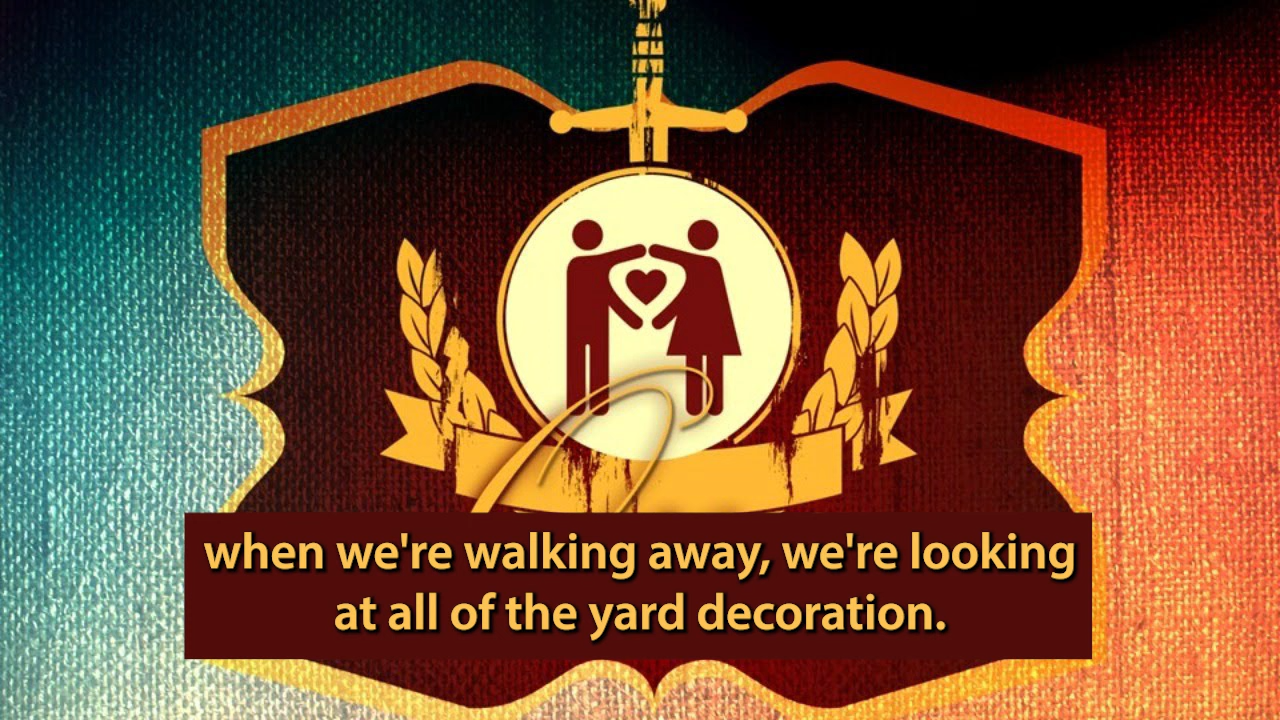 when we're walking away, we're looking
at all of the yard decoration.